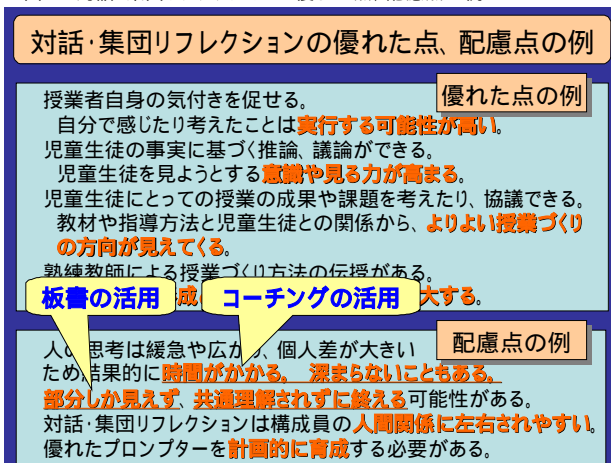 対話・集団リフレクションの優れた点、配慮点の例
優れた点の例
授業者自身の気付きを促せる。
自分で感じたり考えたことは実行する可能性が高い。
児童生徒の事実に基づく推論、議論ができる。
児童生徒を見ようとする意識や見る力が高まる。
児童生徒にとっての授業の成果や課題を考えたり、協議できる。
教材や指導方法と児童生徒との関係から、よりよい授業づくり
の方向が見えてくる。
熟練教師による授業づくり方法の伝授がある。
成
大する。
板書の活用
コーチングの活用
配慮点の例
人の思考は緩急や広がり、個人差が大きい
ため結果的に時間がかかる。 深まらないこともある。
部分しか見えず、共通理解されずに終える可能性がある。
対話・集団リフレクションは構成員の人間関係に左右されやすい。
優れたプロンプターを計画的に育成する必要がある。